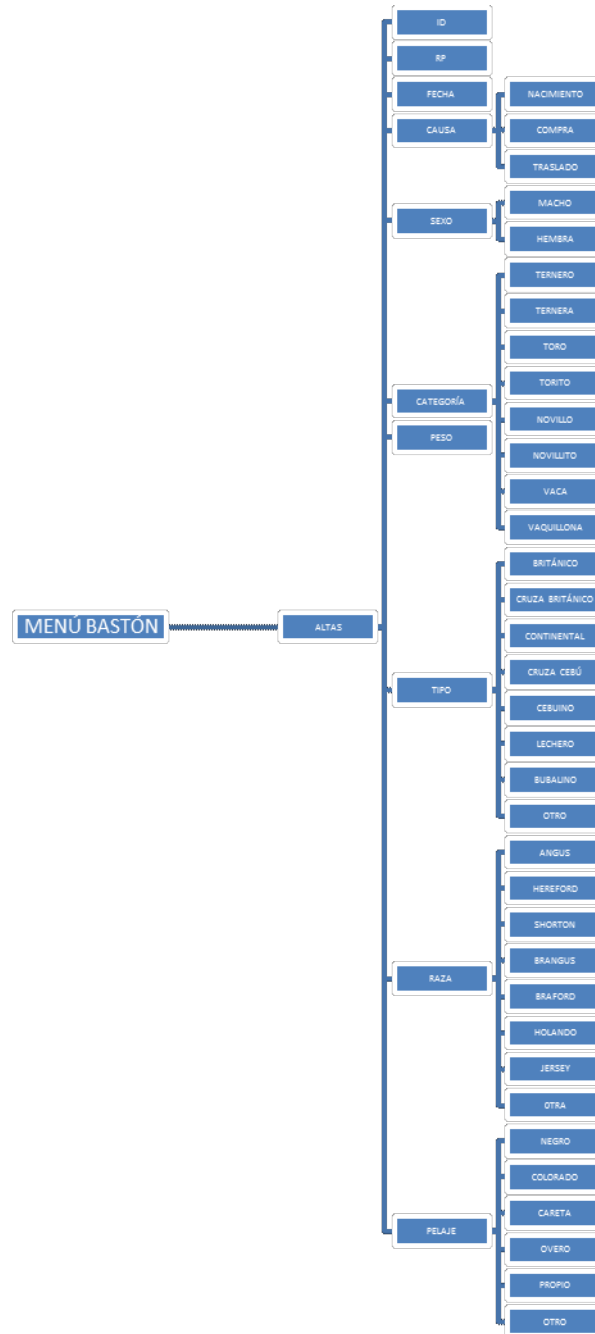 MENÚ BASTÓN
ALTAS
ID
RP
FECHA
CAUSA
NACIMIENTO
COMPRA
TRASLADO
SEXO
MACHO
HEMBRA
CATEGORÍA
TERNERO
TERNERA
TORO
TORITO
NOVILLO
NOVILLITO
VACA
VAQUILLONA
PESO
TIPO
BRITÁNICO
CRUZA BRITÁNICO
CONTINENTAL
CRUZA CEBÚ
CEBUINO
LECHERO
BUBALINO
OTRO
RAZA
ANGUS
HEREFORD
SHORTON
BRANGUS
BRAFORD
HOLANDO
JERSEY
OTRA
PELAJE
NEGRO
COLORADO
CARETA
OVERO
PROPIO
OTRO